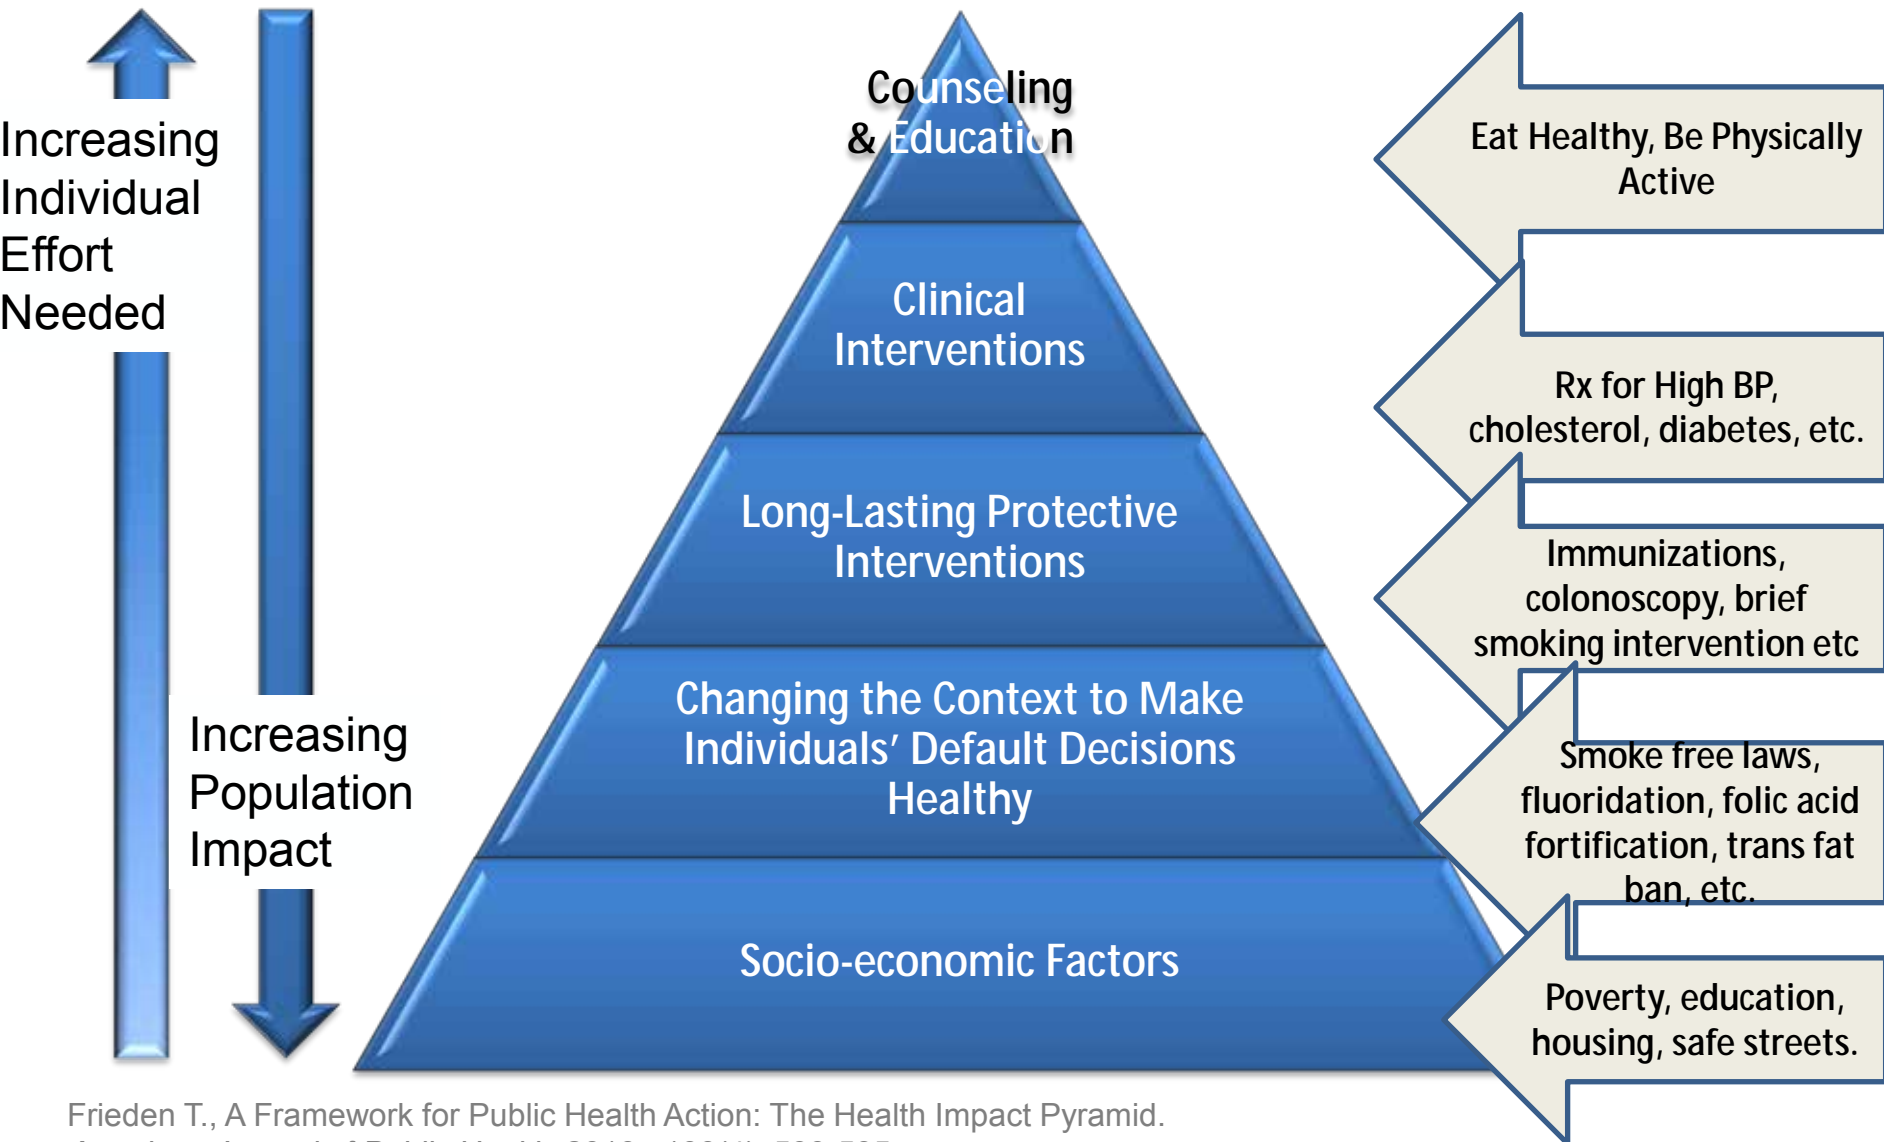 Increasing
Individual
Effort
Needed
Increasing
Population
Impact
Counseling
& Education
Clinical
Interventions
Long-Lasting Protective
Interventions
Changing the Context to Make
Individuals' Default Decisions
Healthy
Socio-economic Factors
Eat Healthy, Be Physically
Active
Rx for High BP,
cholesterol, diabetes, etc.
Immunizations,
colonoscopy, brief
smoking intervention etc
Smoke free laws,
fluoridation, folic acid
fortification, trans fat
ban, etc.
Poverty, education,
housing, safe streets.
Frieden T., A Framework for Public Health Action: The Health Impact Pyramid.